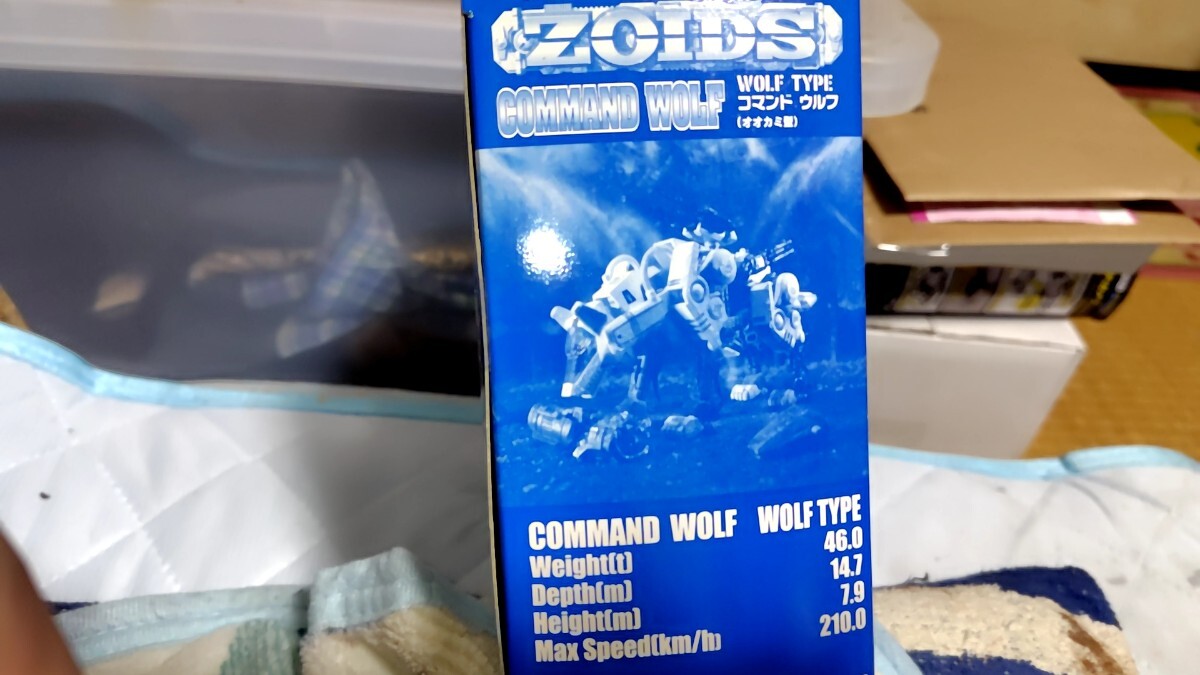 ZOIDS
COMMAND WOLF
WOLF TYPE
コマンド ウルフ
(オオカミ型)
COMMAND WOLF WOLF TYPE
Weight(t) 46.0
Depth(m) 14.7
Height(m) 7.9
Max Speed(km/h) 210.0